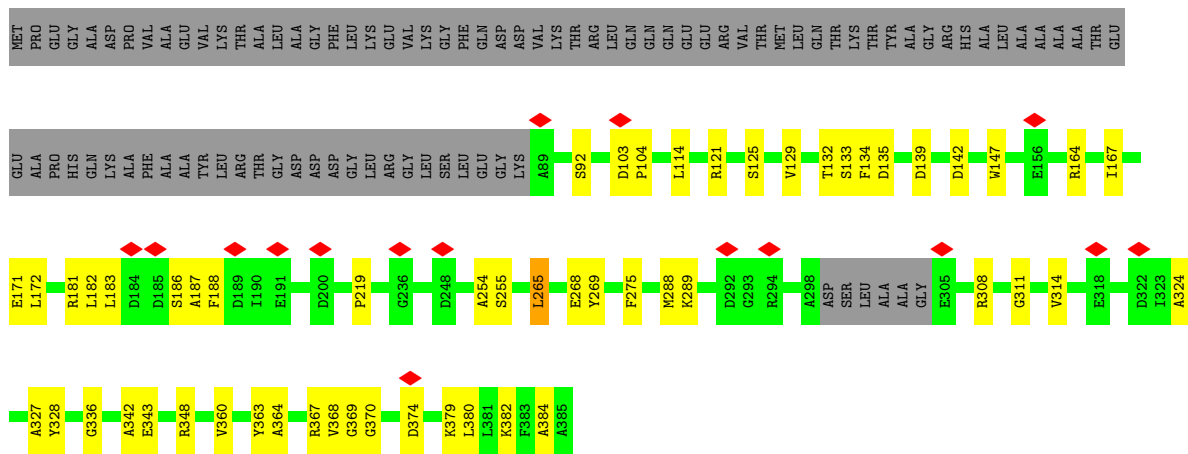 MET PRO GLU GLY ALA ASP PRO VAL ALA GLU VAL LYS THR ALA LEU ALA GLY PHE LEU LYS GLU VAL LYS GLY PHE GLN ASP ASP VAL LYS THR ARG LEU GLN GLN GLN GLU GLU ARG VAL THR MET LEU GLN THR LYS THR TYR ALA GLY ARG HIS ALA LEU ALA ALA ALA ALA THR GLU
GLU ALA PRO HIS GLN LYS ALA PHE ALA ALA TYR LEU ARG THR GLY ASP ASP ASP GLY LEU ARG GLY LEU SER LEU GLU GLY LYS A89 S92 D103 P104 L114 R121 S125 V129 T132 S133 F134 D135 D139 D142 W147 E156 R164 I167
E171 L172 R181 L182 L183 D184 D185 S186 A187 F188 D189 I190 E191 D200 P219 G236 D248 A254 S255 L265 E268 Y269 F275 M288 K289 D292 G293 R294 A298 ASP SER LEU ALA ALA GLY E305 R308 G311 V314 E318 D322 I323 A324
A327 Y328 G336 A342 E343 R348 V360 Y363 A364 R367 V368 G369 G370 D374 K379 L380 L381 K382 F383 A384 A385